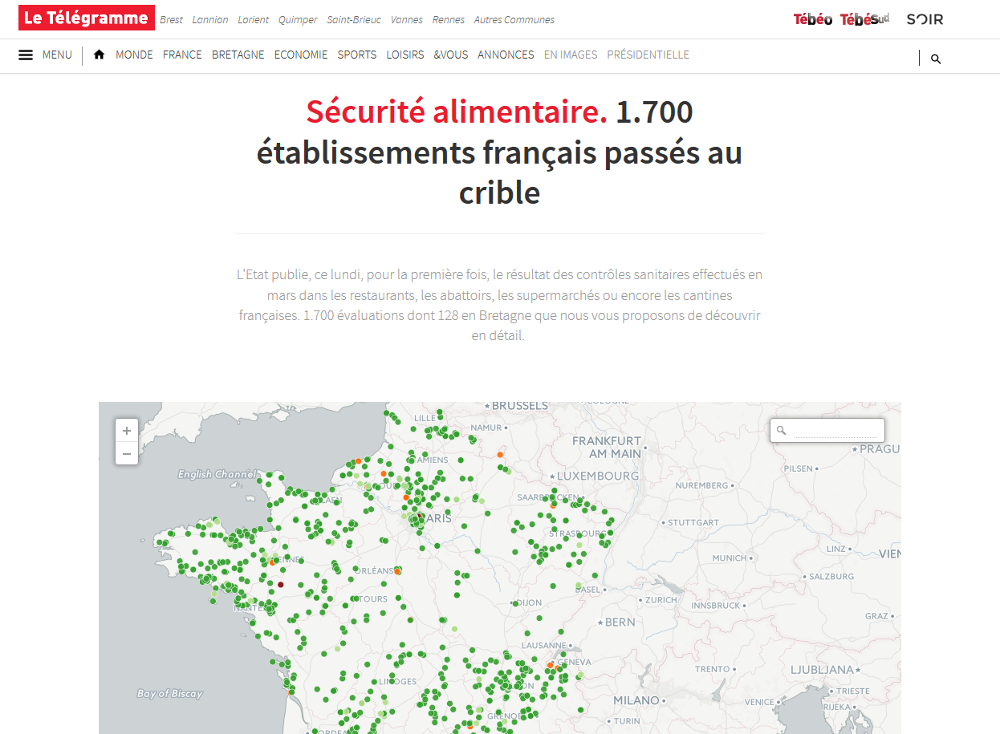 Le Télégramme
Brest Lannion Lorient Quimper Saint-Brieuc Vannes Rennes Autres Communes
Tébéo TébéSud SOIR
MENU MONDE FRANCE BRETAGNE ECONOMIE SPORTS LOISIRS &VOUS ANNONCES EN IMAGES PRÉSIDENTIELLE
Sécurité alimentaire. 1.700
établissements français passés au
crible
L'Etat publie, ce lundi, pour la première fois, le résultat des contrôles sanitaires effectués en
mars dans les restaurants, les abattoirs, les supermarchés ou encore les cantines
françaises. 1.700 évaluations dont 128 en Bretagne que nous vous proposons de découvrir
en détail.
+
−
BRUSSELS
LILLE
NAMUR
FRANKFURT
AM MAIN
PRAGU
AMIENS
English Channel
LUXEMBOURG
PILSEN
NUREMBERG
STUTTGART
STRASBOURG
LINZ
MUNICH
VIEN
ORLÉANS
SALZBURG
BASEL
TOURS
DIJON
ZURICH
INNSBRUCK
NANTES
BERN
GRAZ
LAUSANNE
GENEVA
TRENTO
LJUBLJANA
LIMOGES
Bay of Biscay
TRIESTE
MILANO
VENICE
RIJEKA
TURIN